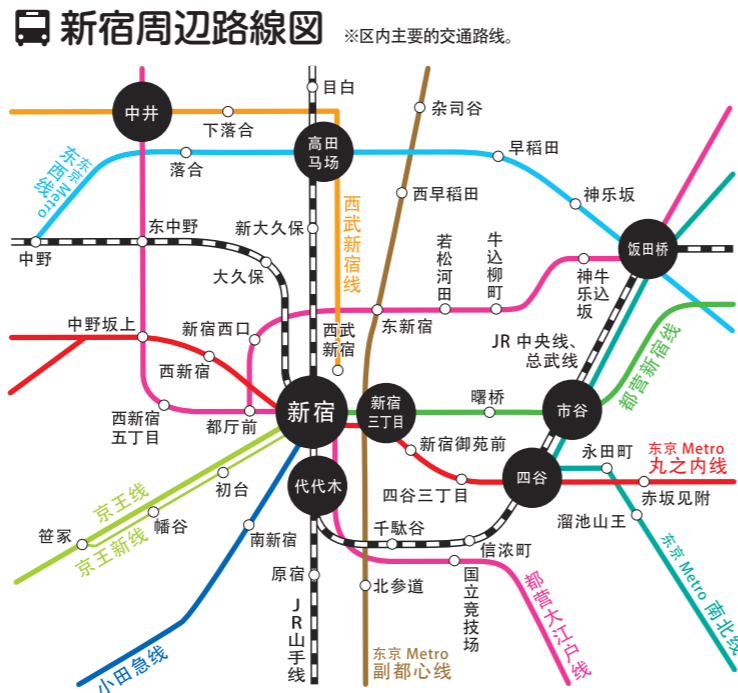 新宿周辺路線図
※区内主要的交通路线。
目白
中井
下落合
杂司谷
高田
马场
早稻田
东京 Metro
东西线
落合
西早稻田
神乐坂
西武新宿线
新大久保
东中野
中野
大久保
若松河田
牛込柳町
饭田桥
牛込
神乐坂
中野坂上
新宿西口
西武
新宿
东新宿
JR 中央线、
总武线
都营新宿线
西新宿
新宿
新宿
三丁目
曙桥
市谷
西新宿
五丁目
都厅前
新宿御苑前
永田町
东京 Metro
丸之内线
京王线
初台
代代木
四谷三丁目
四谷
赤坂见附
幡谷
笹冢
京王新线
南新宿
千駄谷
信浓町
溜池山王
原宿
北参道
国立竞技场
都营大江户线
东京 Metro 南北线
JR山手线
东京 Metro
副都心线
小田急线